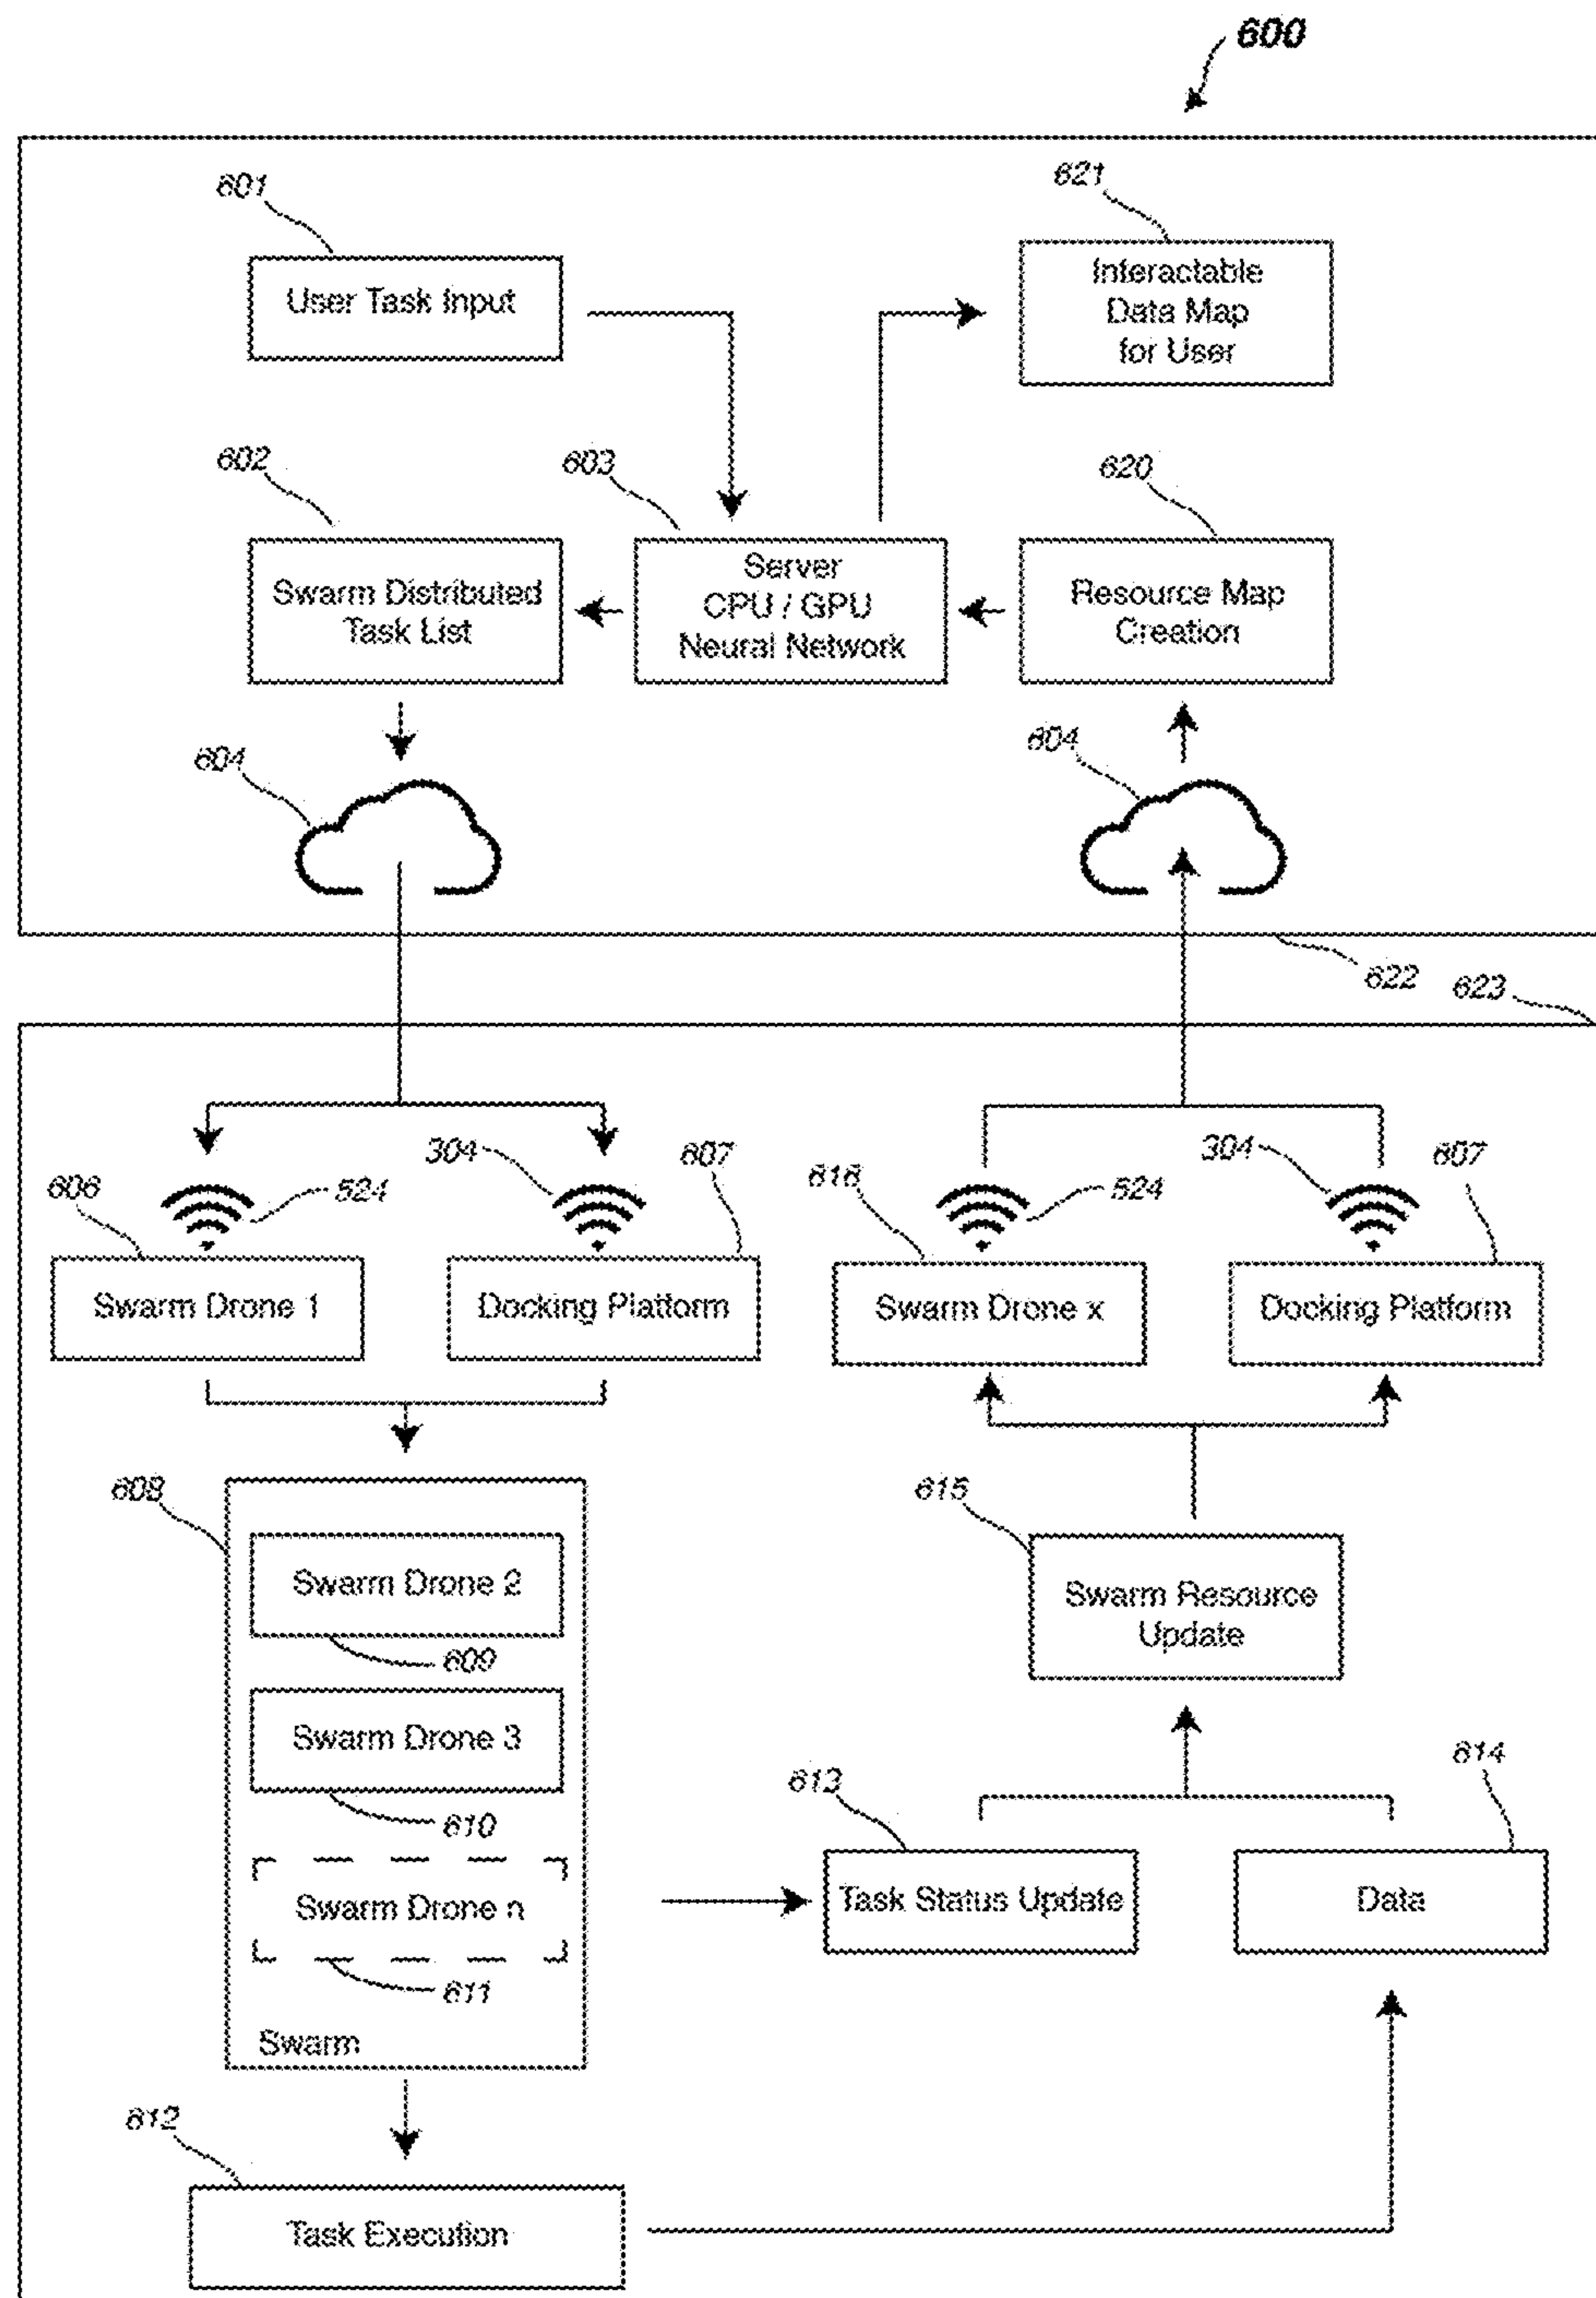 600
601
621
User Task Input
Interactable
Data Map
for User
602
603
620
Swarm Distributed
Task List
Server
CPU / GPU
Neural Network
Resource Map
Creation
604
604
622
623
606
524
304
607
616
524
304
607
Swarm Drone 1
Docking Platform
Swarm Drone x
Docking Platform
608
615
Swarm Drone 2
609
Swarm Resource
Update
Swarm Drone 3
610
613
614
Swarm Drone n
611
Task Status Update
Data
Swarm
612
Task Execution